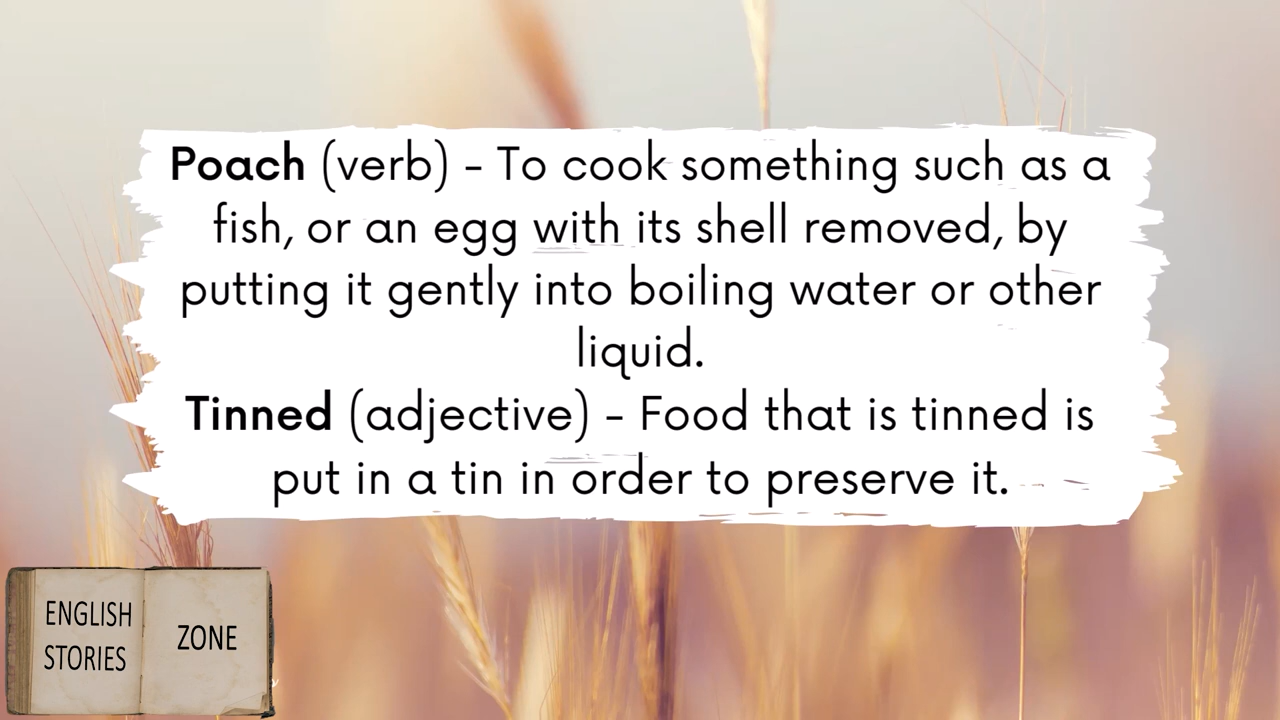 Poach (verb) - To cook something such as a
fish, or an egg with its shell removed, by
putting it gently into boiling water or other
liquid.
Tinned (adjective) - Food that is tinned is
put in a tin in order to preserve it.
ENGLISH
STORIES
ZONE